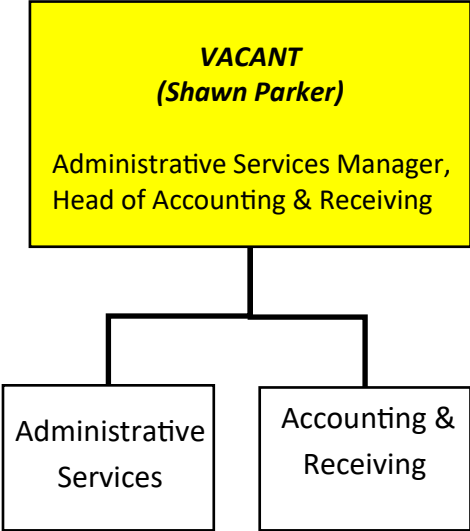 VACANT
(Shawn Parker)
Administrative Services Manager,
Head of Accounting & Receiving
Administrative
Services
Accounting &
Receiving